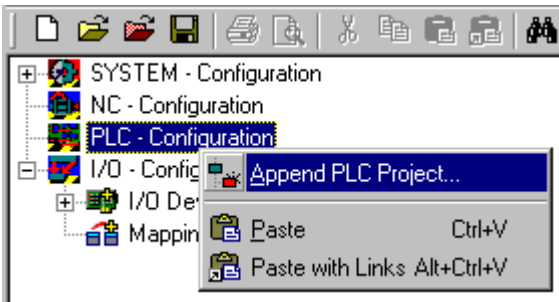 SYSTEM - Configuration
NC - Configuration
PLC - Configuration
I/O - Config
Append PLC Project...
I/O De
Paste Ctrl+V
Mappin
Paste with Links Alt+Ctrl+V